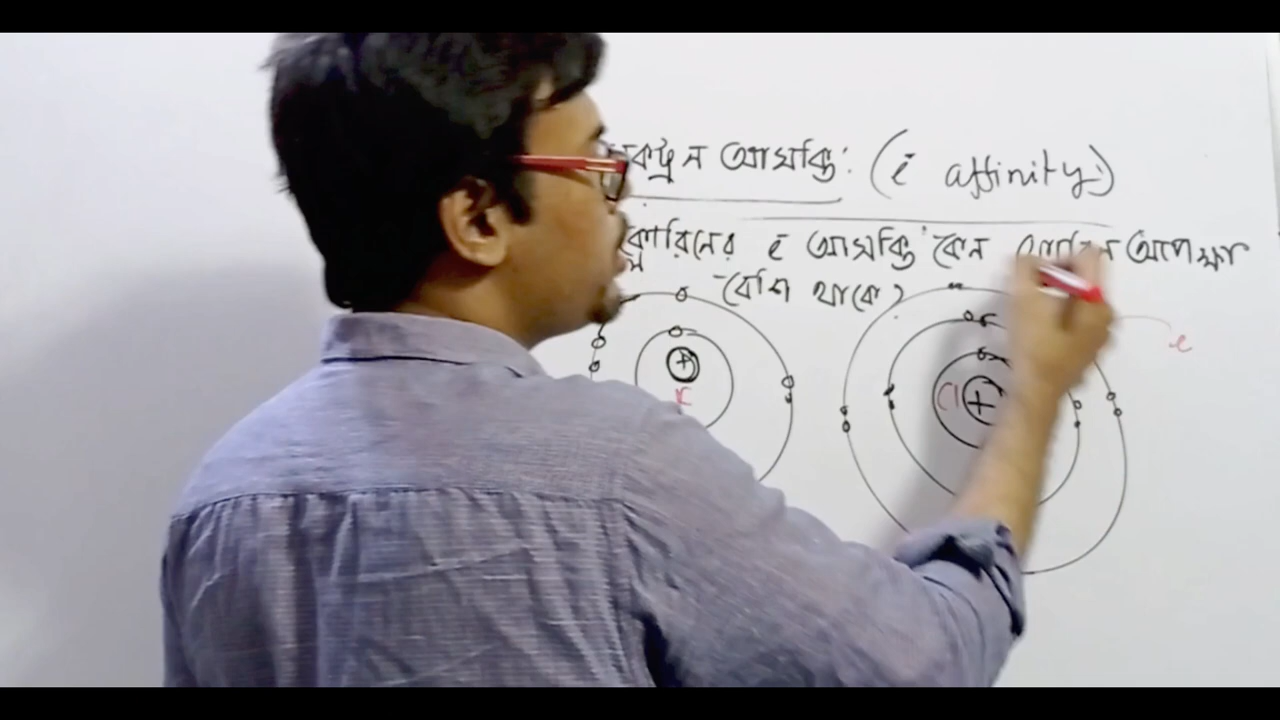 কট্রন আসক্তি: (ē affinity)
ক্লোরিনের ē আসক্তি কেন অপেক্ষা
বেশি থাকে?
+
Cl +
e